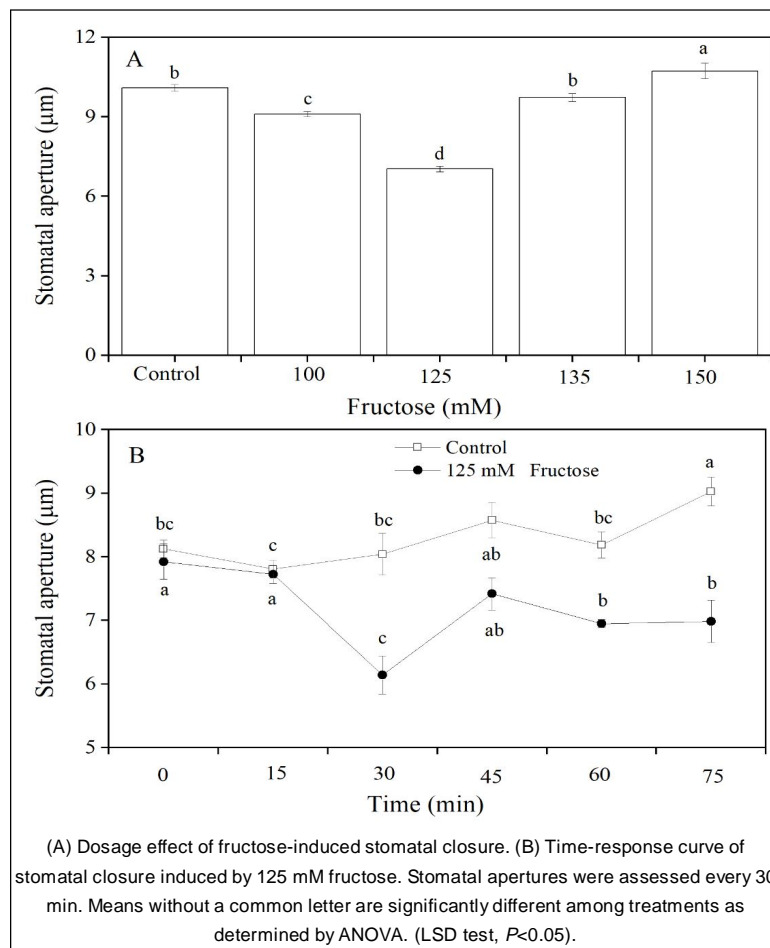 12
A
b
c
d
b
a
9
6
3
0
Stomatal aperture (μm)
Control 100 125 135 150
Fructose (mM)
10
B
Control
125 mM Fructose
a
bc
c
bc
ab
bc
9
8
7
6
5
a
a
c
ab
b
b
Stomatal aperture (μm)
0 15 30 45 60 75
Time (min)
(A) Dosage effect of fructose-induced stomatal closure. (B) Time-response curve of
stomatal closure induced by 125 mM fructose. Stomatal apertures were assessed every 30
min. Means without a common letter are significantly different among treatments as
determined by ANOVA. (LSD test, P<0.05).